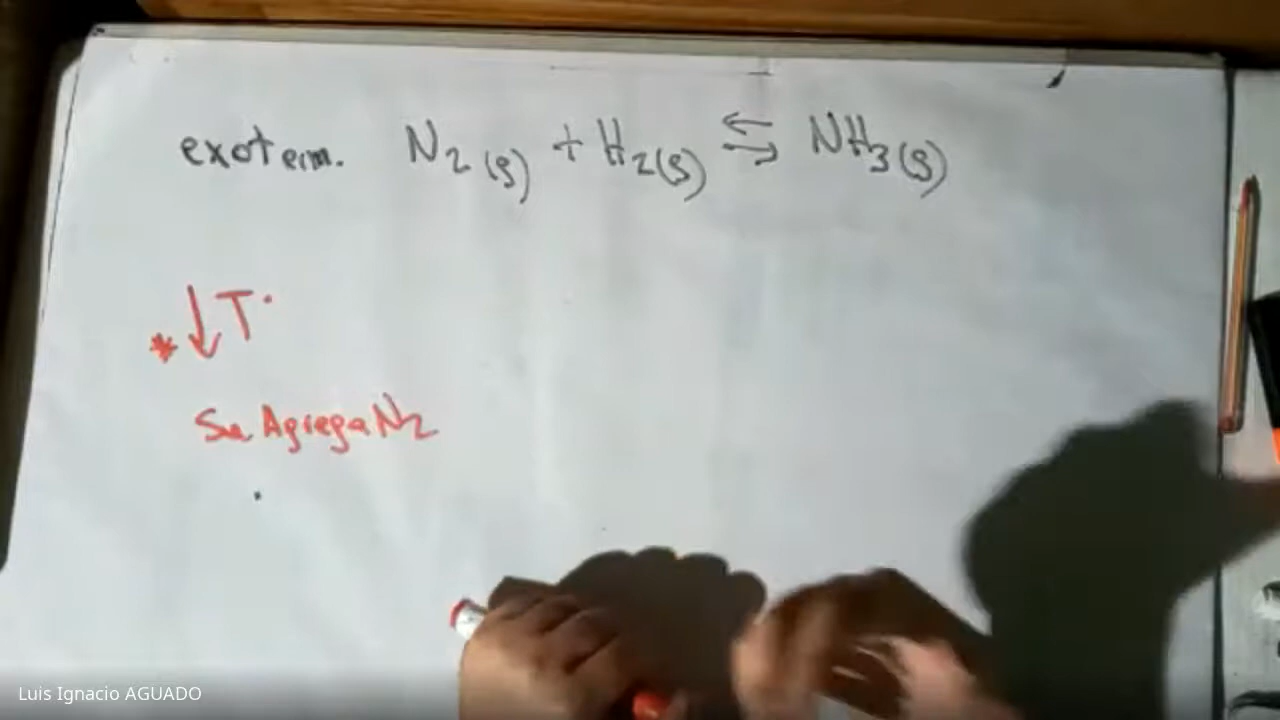 exoterm. N₂(g) + H₂(g) ⇆ NH₃(g)
* ↓ T°
Se Agrega N₂
Luis Ignacio AGUADO